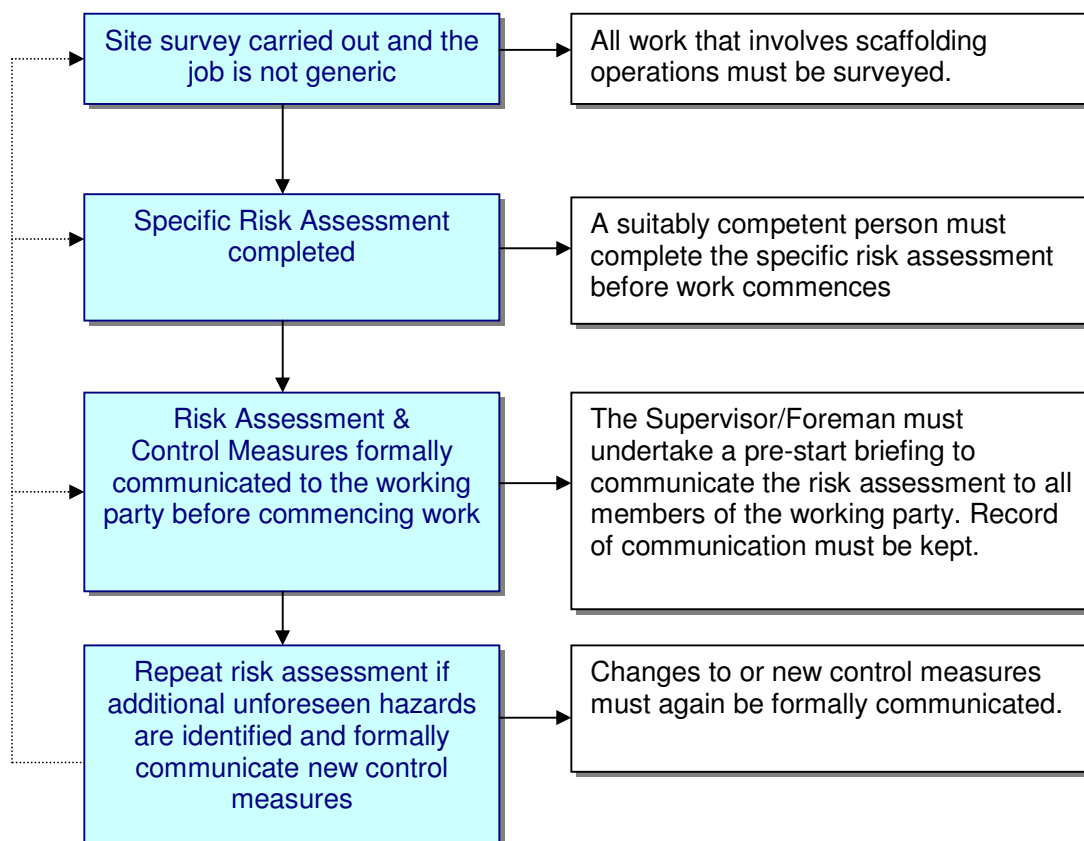 Site survey carried out and the
job is not generic
All work that involves scaffolding
operations must be surveyed.
Specific Risk Assessment
completed
A suitably competent person must
complete the specific risk assessment
before work commences
Risk Assessment &
Control Measures formally
communicated to the working
party before commencing work
The Supervisor/Foreman must
undertake a pre-start briefing to
communicate the risk assessment to all
members of the working party. Record
of communication must be kept.
Repeat risk assessment if
additional unforeseen hazards
are identified and formally
communicate new control
measures
Changes to or new control measures
must again be formally communicated.